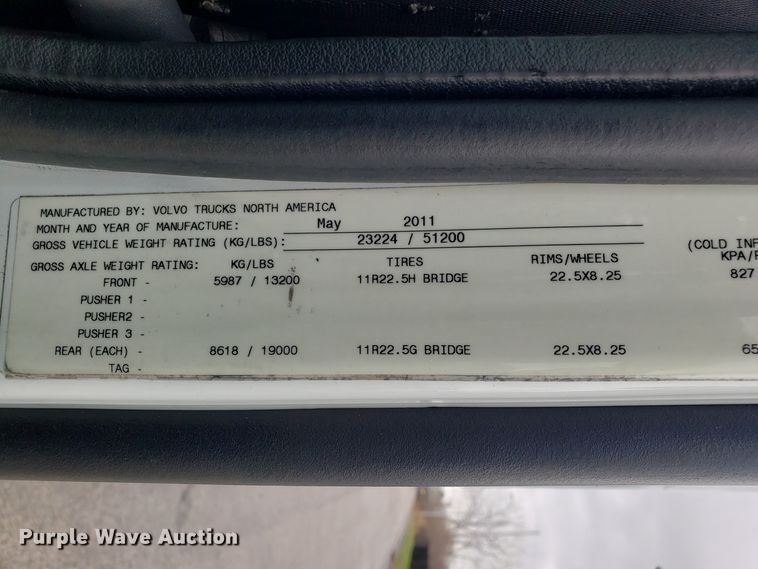 MANUFACTURED BY: VOLVO TRUCKS NORTH AMERICA
MONTH AND YEAR OF MANUFACTURE: May 2011
GROSS VEHICLE WEIGHT RATING (KG/LBS): 23224 / 51200
(COLD INF
GROSS AXLE WEIGHT RATING: KG/LBS TIRES RIMS/WHEELS KPA/P
FRONT - 5987 / 13200 11R22.5H BRIDGE 22.5X8.25 827
PUSHER 1 -
PUSHER2 -
PUSHER 3 -
REAR (EACH) - 8618 / 19000 11R22.5G BRIDGE 22.5X8.25 65
TAG -
Purple Wave Auction